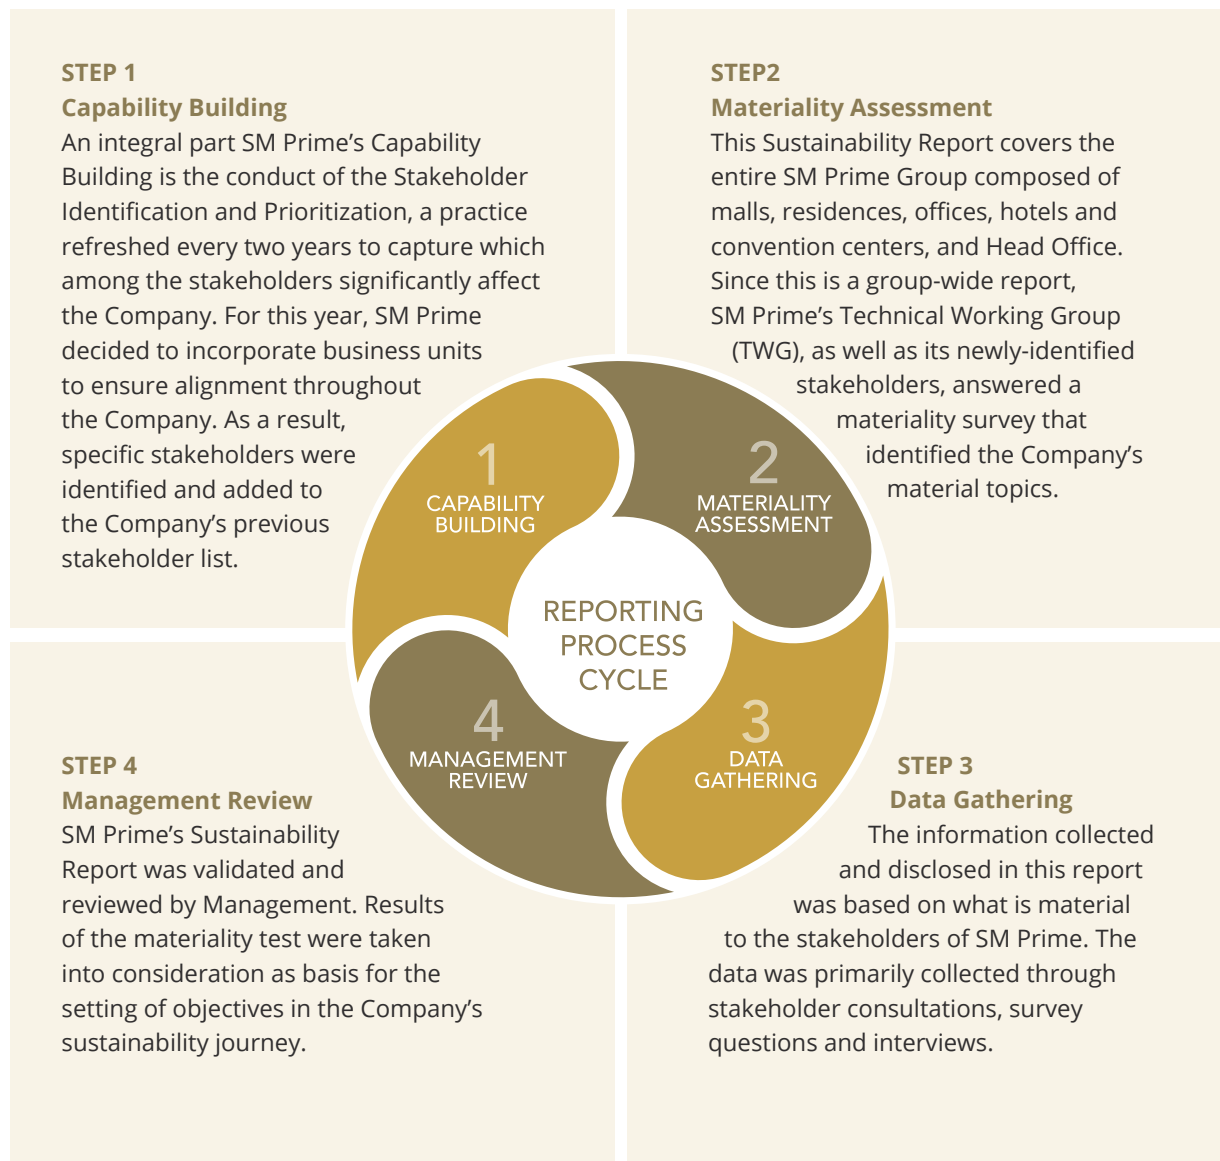 STEP 1
Capability Building
An integral part SM Prime’s Capability
Building is the conduct of the Stakeholder
Identification and Prioritization, a practice
refreshed every two years to capture which
among the stakeholders significantly affect
the Company. For this year, SM Prime
decided to incorporate business units
to ensure alignment throughout
the Company. As a result,
specific stakeholders were
identified and added to
the Company’s previous
stakeholder list.
STEP2
Materiality Assessment
This Sustainability Report covers the
entire SM Prime Group composed of
malls, residences, offices, hotels and
convention centers, and Head Office.
Since this is a group-wide report,
SM Prime’s Technical Working Group
(TWG), as well as its newly-identified
stakeholders, answered a
materiality survey that
identified the Company’s
material topics.
1
CAPABILITY
BUILDING
2
MATERIALITY
ASSESSMENT
REPORTING
PROCESS
CYCLE
4
MANAGEMENT
REVIEW
3
DATA
GATHERING
STEP 4
Management Review
SM Prime’s Sustainability
Report was validated and
reviewed by Management. Results
of the materiality test were taken
into consideration as basis for the
setting of objectives in the Company’s
sustainability journey.
STEP 3
Data Gathering
The information collected
and disclosed in this report
was based on what is material
to the stakeholders of SM Prime. The
data was primarily collected through
stakeholder consultations, survey
questions and interviews.